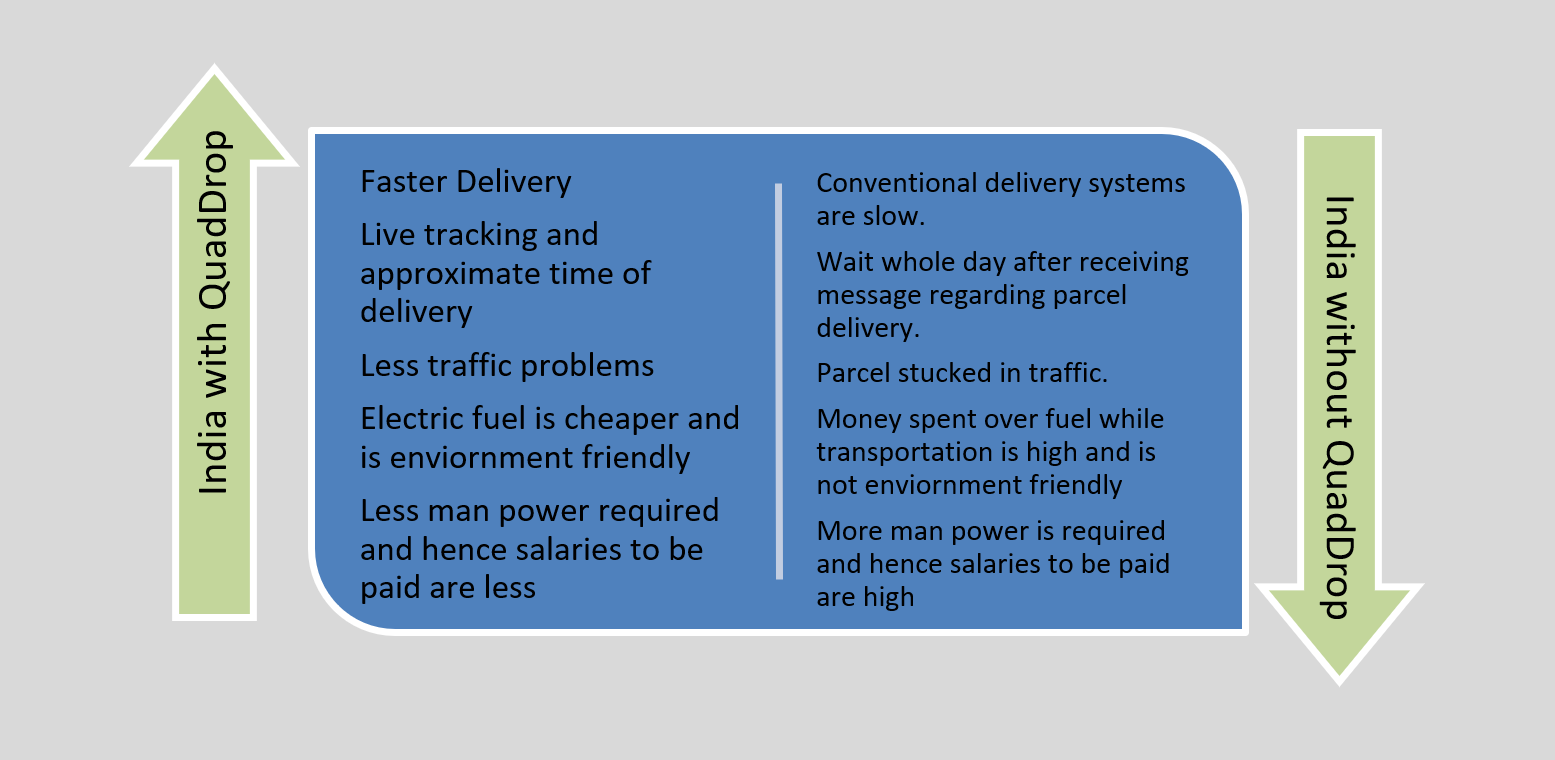 India with QuadDrop
Faster Delivery
Live tracking and
approximate time of
delivery
Less traffic problems
Electric fuel is cheaper and
is enviornment friendly
Less man power required
and hence salaries to be
paid are less
Conventional delivery systems
are slow.
Wait whole day after receiving
message regarding parcel
delivery.
Parcel stucked in traffic.
Money spent over fuel while
transportation is high and is
not enviornment friendly
More man power is required
and hence salaries to be paid
are high
India without QuadDrop